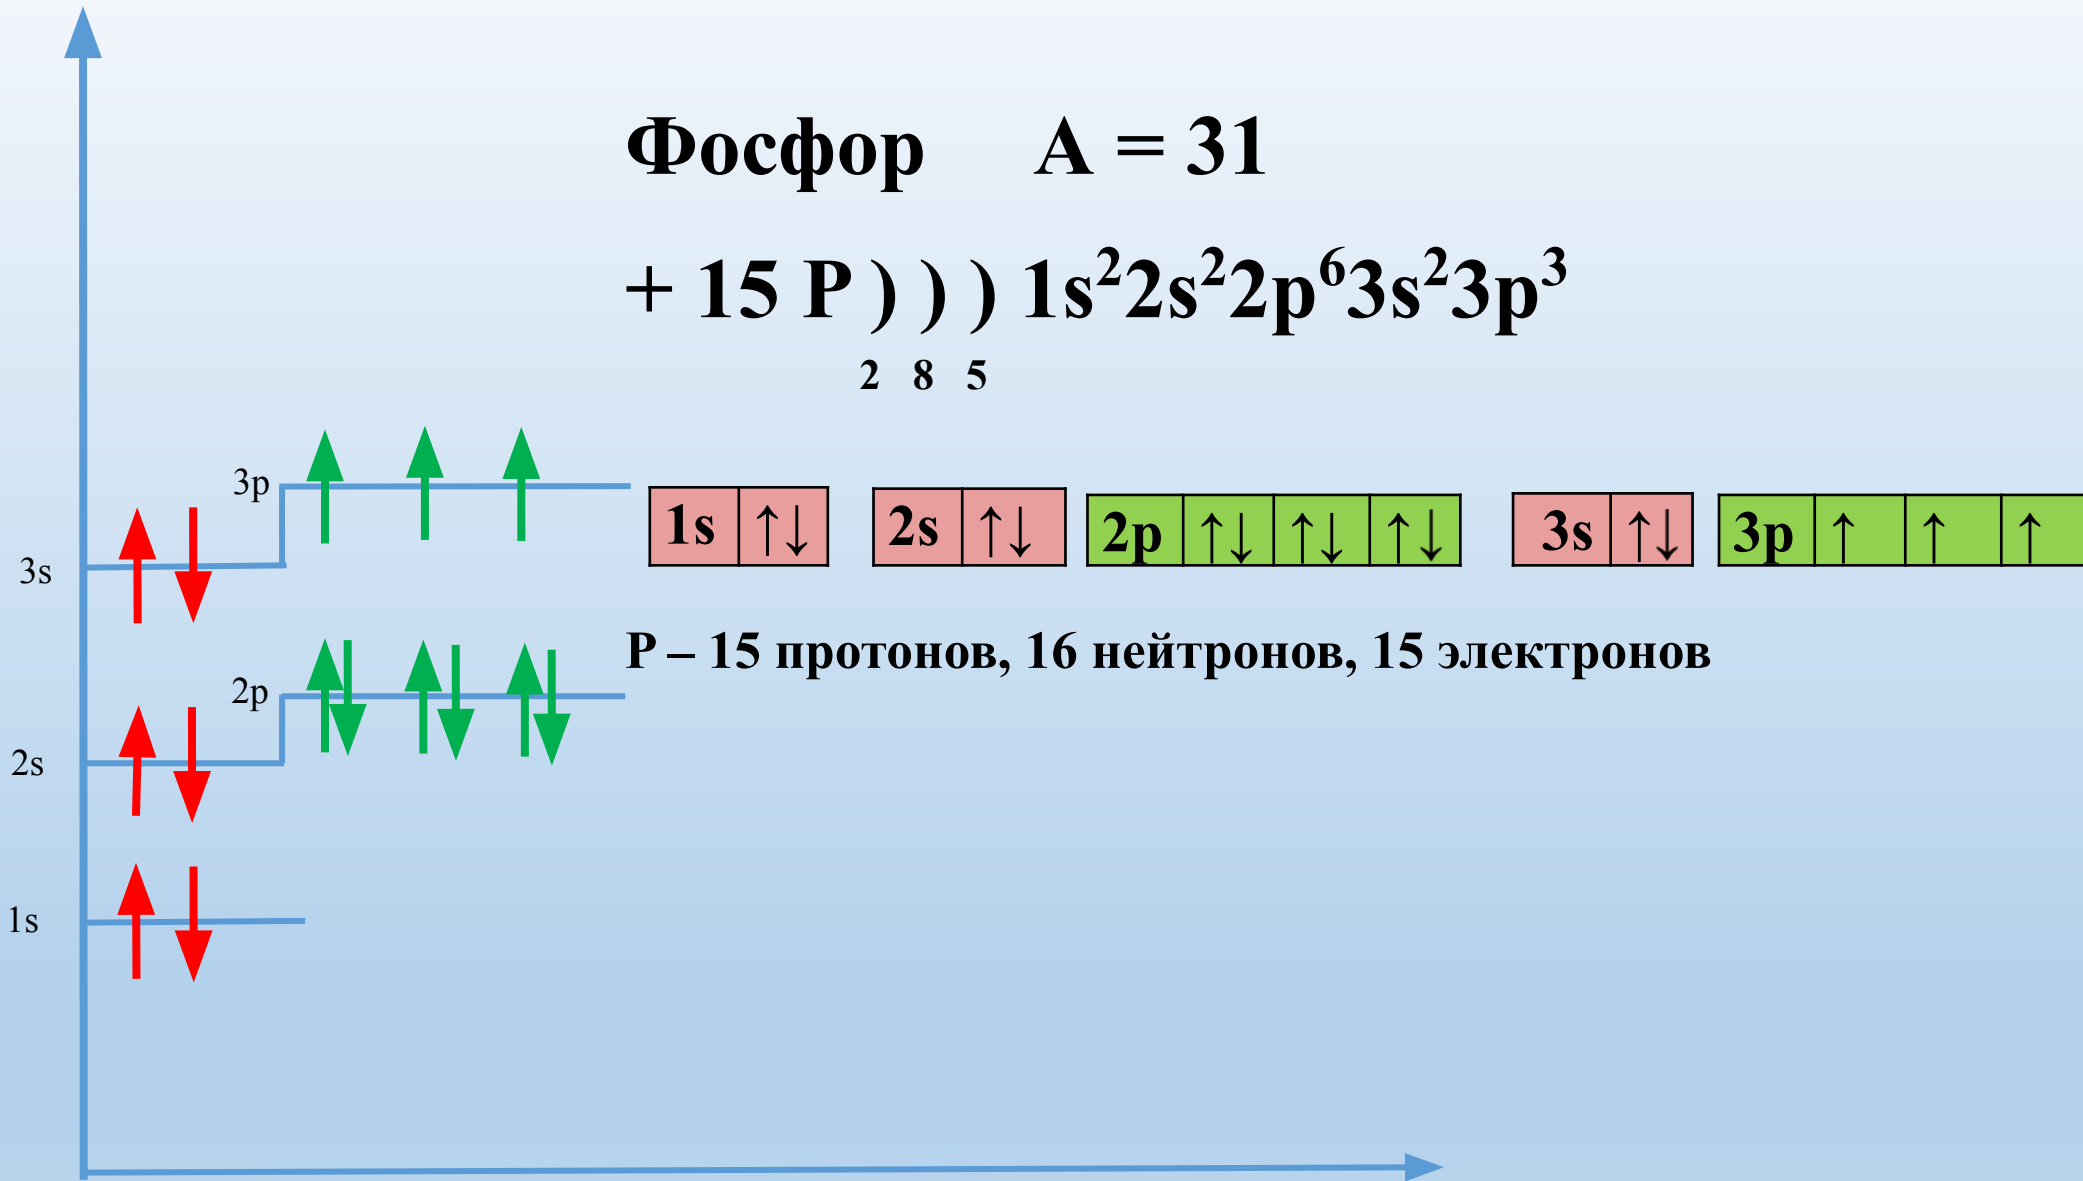 Фосфор A = 31
+ 15 P ) ) ) 1s²2s²2p⁶3s²3p³
2 8 5
3p
1s ↑↓ 2s ↑↓ 2p ↑↓ ↑↓ ↑↓ 3s ↑↓ 3p ↑ ↑ ↑
3s
P – 15 протонов, 16 нейтронов, 15 электронов
2p
2s
1s